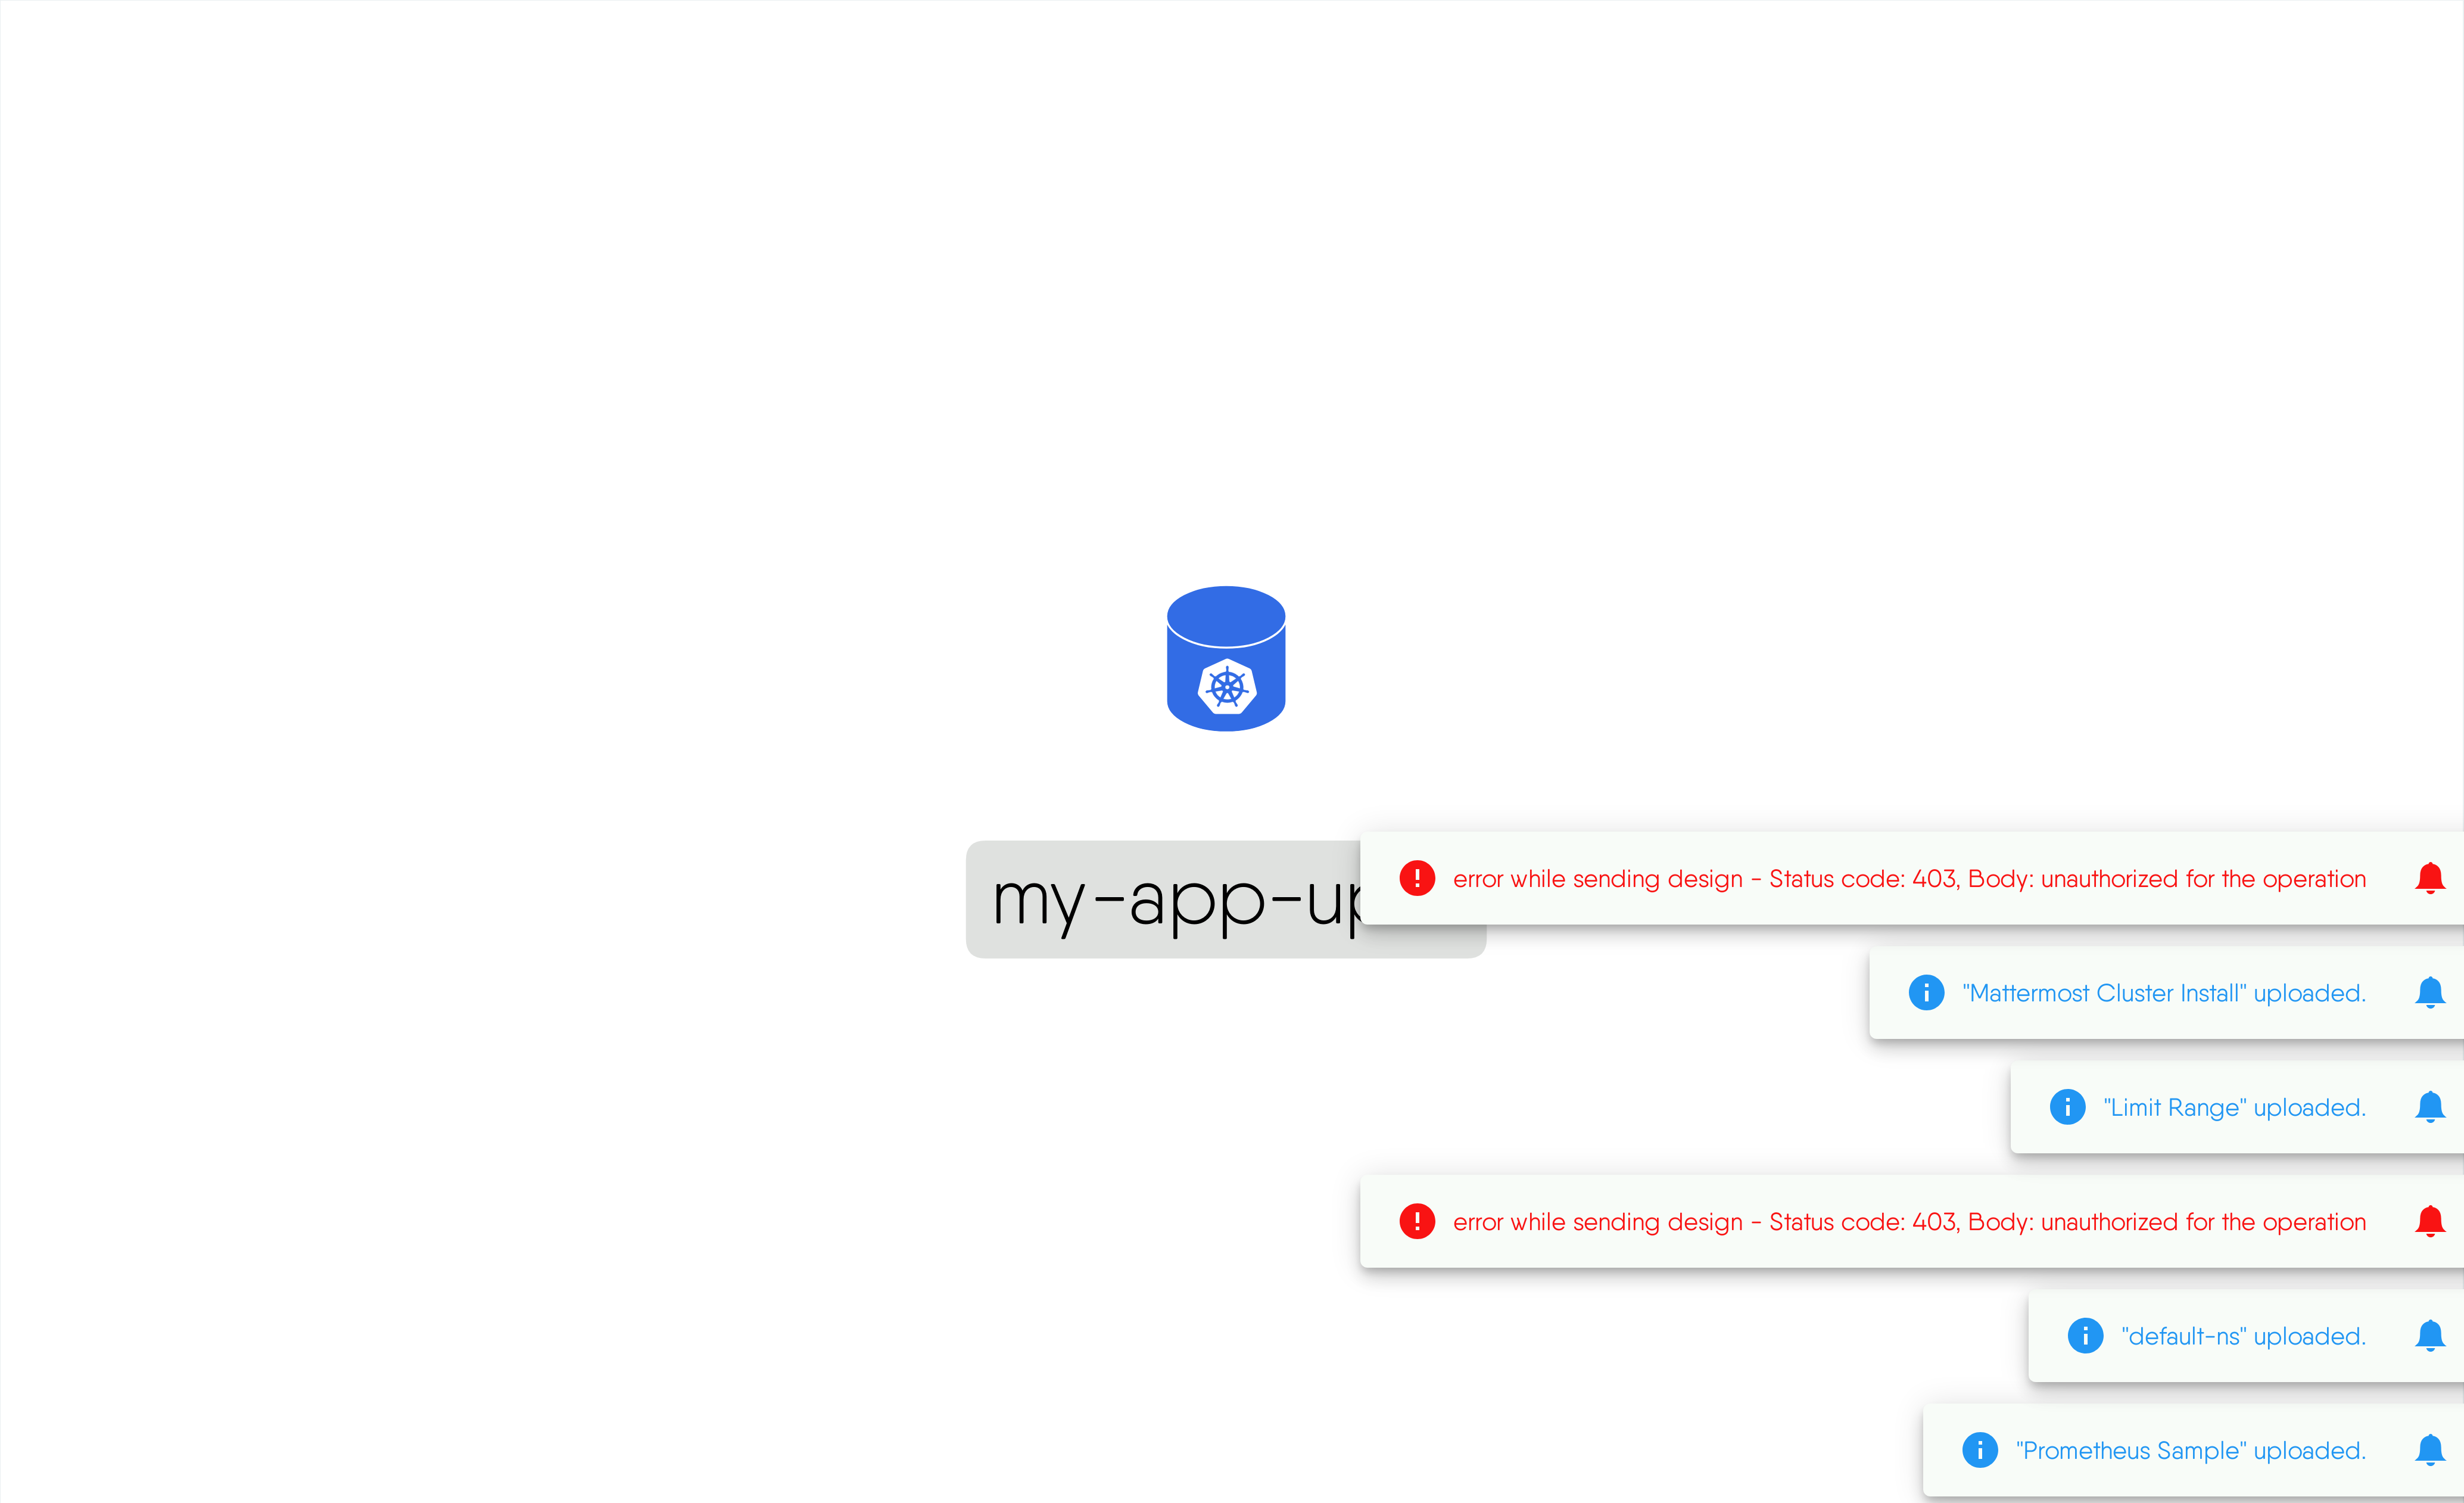 my-app-up
error while sending design - Status code: 403, Body: unauthorized for the operation
"Mattermost Cluster Install" uploaded.
"Limit Range" uploaded.
error while sending design - Status code: 403, Body: unauthorized for the operation
"default-ns" uploaded.
"Prometheus Sample" uploaded.